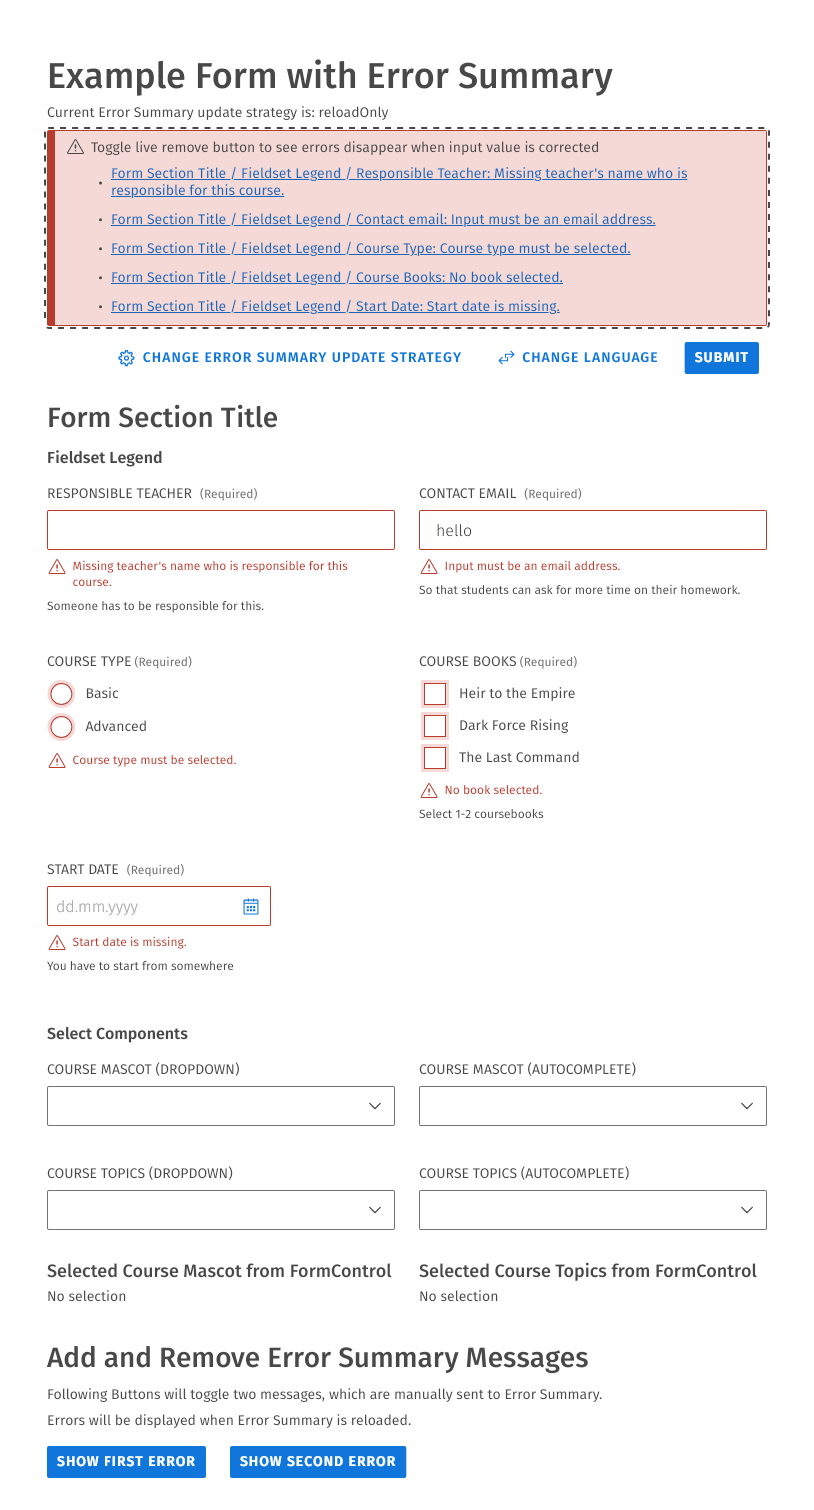 Example Form with Error Summary
Current Error Summary update strategy is: reloadOnly
Toggle live remove button to see errors disappear when input value is corrected
• Form Section Title / Fieldset Legend / Responsible Teacher: Missing teacher's name who is
responsible for this course.
• Form Section Title / Fieldset Legend / Contact email: Input must be an email address.
• Form Section Title / Fieldset Legend / Course Type: Course type must be selected.
• Form Section Title / Fieldset Legend / Course Books: No book selected.
• Form Section Title / Fieldset Legend / Start Date: Start date is missing.
CHANGE ERROR SUMMARY UPDATE STRATEGY CHANGE LANGUAGE SUBMIT
Form Section Title
Fieldset Legend
RESPONSIBLE TEACHER (Required)
Missing teacher's name who is responsible for this
course.
Someone has to be responsible for this.
CONTACT EMAIL (Required)
hello
Input must be an email address.
So that students can ask for more time on their homework.
COURSE TYPE (Required)
Basic
Advanced
Course type must be selected.
COURSE BOOKS (Required)
Heir to the Empire
Dark Force Rising
The Last Command
No book selected.
Select 1-2 coursebooks
START DATE (Required)
dd.mm.yyyy
Start date is missing.
You have to start from somewhere
Select Components
COURSE MASCOT (DROPDOWN)
COURSE MASCOT (AUTOCOMPLETE)
COURSE TOPICS (DROPDOWN)
COURSE TOPICS (AUTOCOMPLETE)
Selected Course Mascot from FormControl
No selection
Selected Course Topics from FormControl
No selection
Add and Remove Error Summary Messages
Following Buttons will toggle two messages, which are manually sent to Error Summary.
Errors will be displayed when Error Summary is reloaded.
SHOW FIRST ERROR SHOW SECOND ERROR